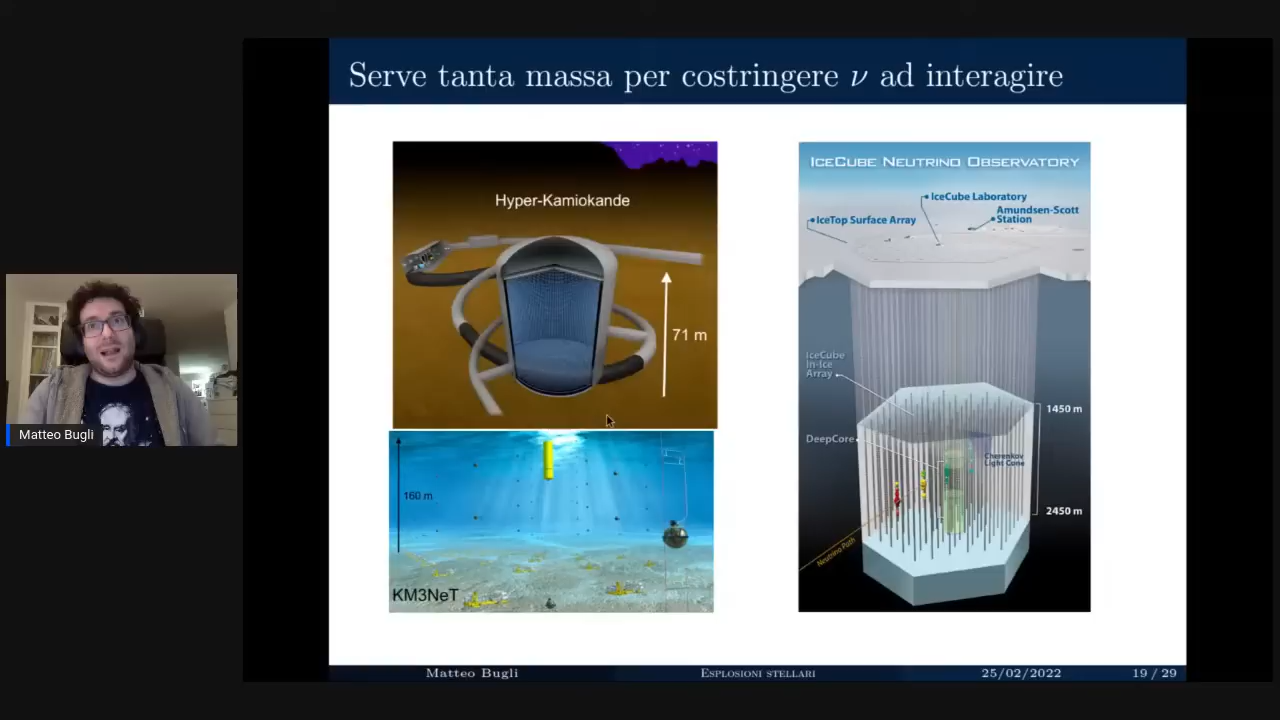 Serve tanta massa per costringere ν ad interagire
Hyper-Kamiokande
71 m
160 m
KM3NeT
IceCube Neutrino Observatory
IceCube Laboratory
Amundsen-Scott
Station
IceTop Surface Array
IceCube
In-Ice
Array
1450 m
DeepCore
Cherenkov
Light Cone
2450 m
Neutrino Path
Matteo Bugli
Matteo Bugli
Esplosioni stellari
25/02/2022
19 / 29